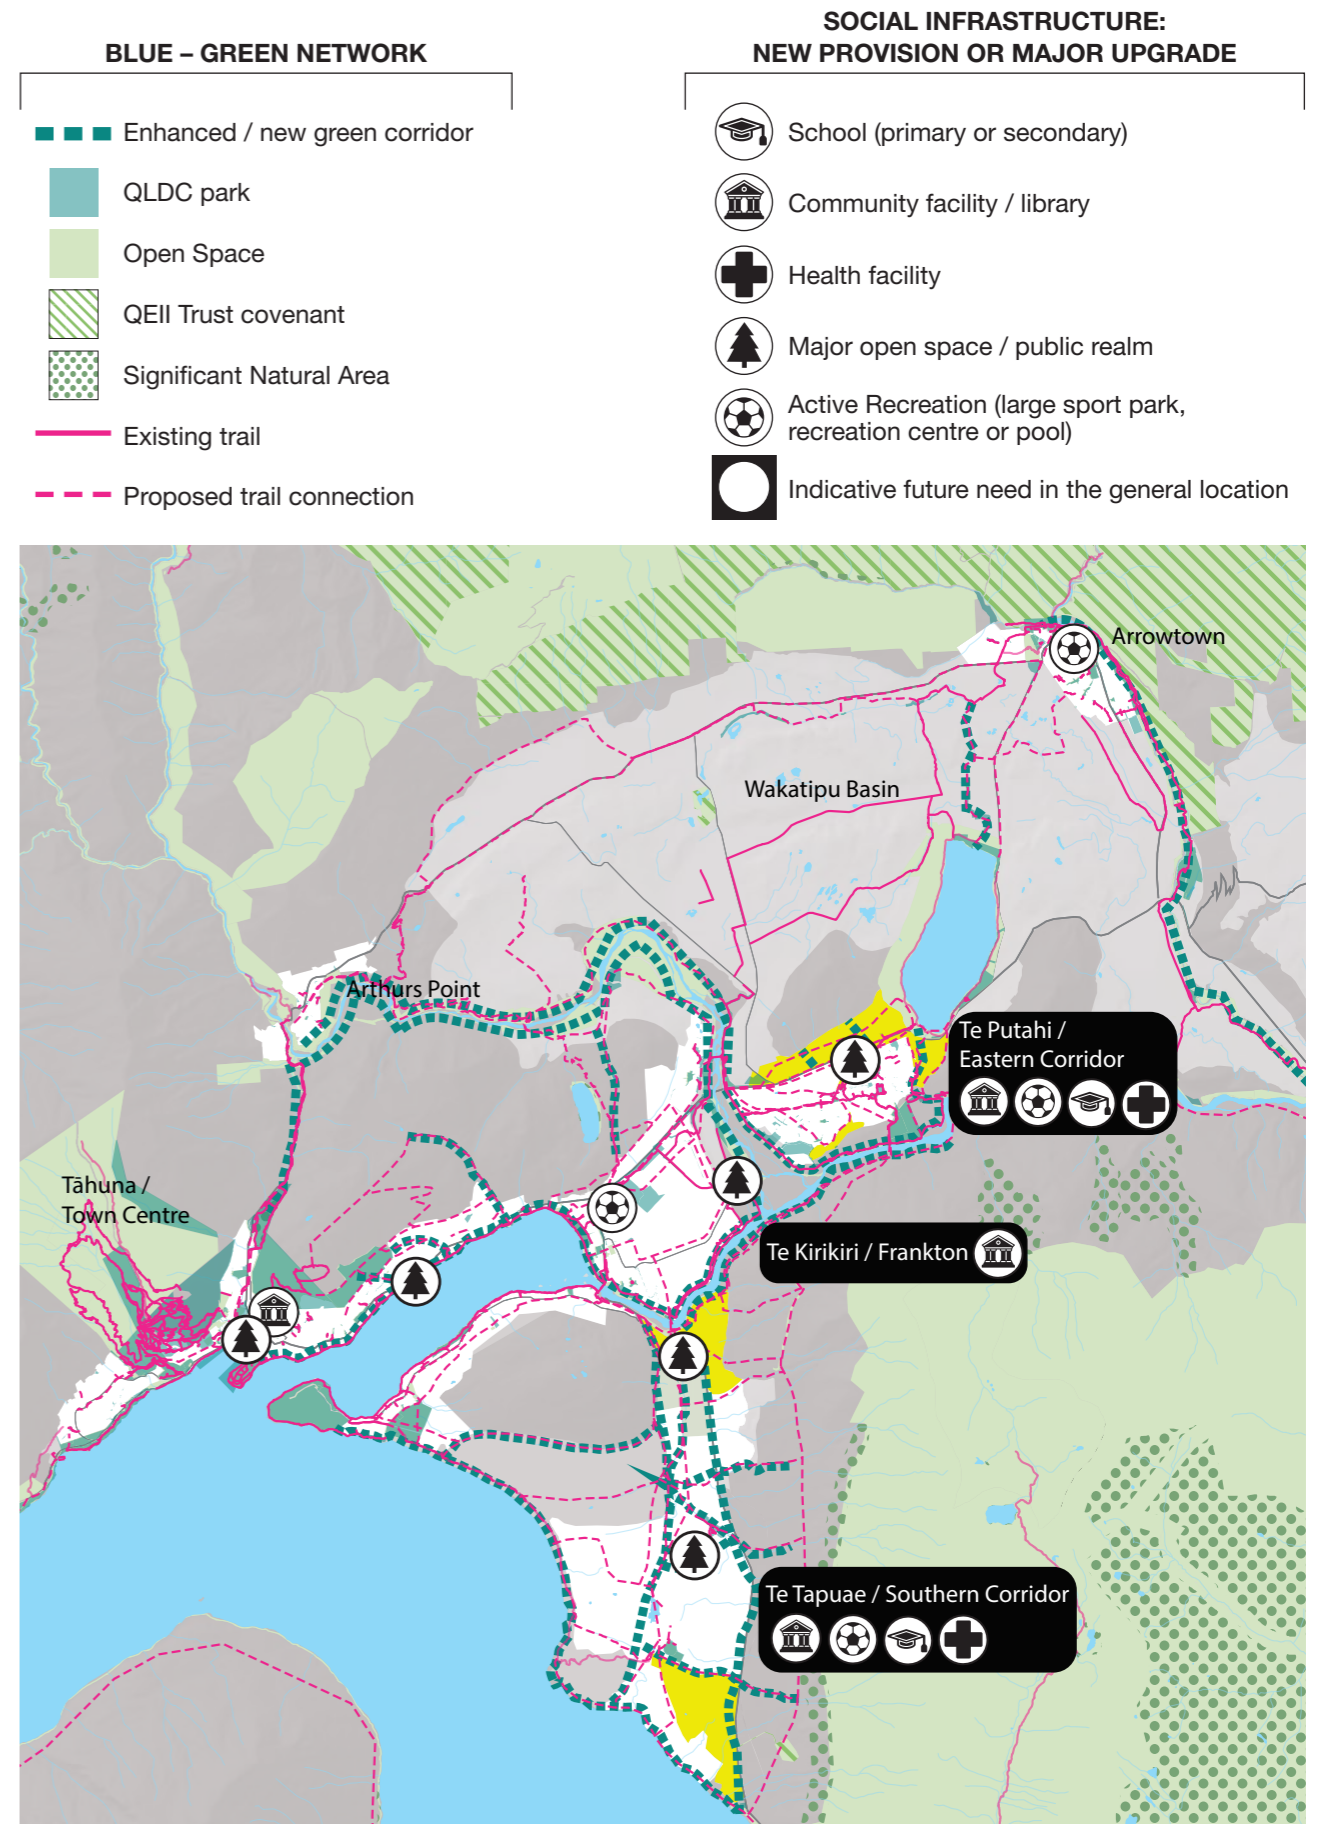 BLUE – GREEN NETWORK
Enhanced / new green corridor
QLDC park
Open Space
QEII Trust covenant
Significant Natural Area
Existing trail
Proposed trail connection
SOCIAL INFRASTRUCTURE:
NEW PROVISION OR MAJOR UPGRADE
School (primary or secondary)
Community facility / library
Health facility
Major open space / public realm
Active Recreation (large sport park,
recreation centre or pool)
Indicative future need in the general location
Arrowtown
Wakatipu Basin
Arthurs Point
Te Putahi /
Eastern Corridor
Tāhuna /
Town Centre
Te Kirikiri / Frankton
Te Tapuae / Southern Corridor